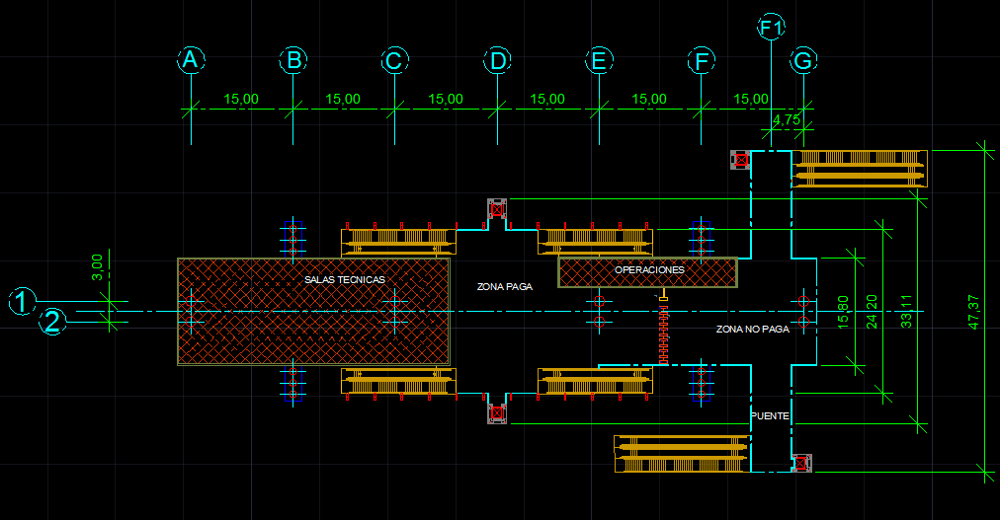 F1
A B C D E F G
15,00 15,00 15,00 15,00 15,00 15,00
4,75
3,00
SALAS TECNICAS
OPERACIONES
ZONA PAGA
1
2
ZONA NO PAGA
15,80
24,20
33,11
47,37
PUENTE